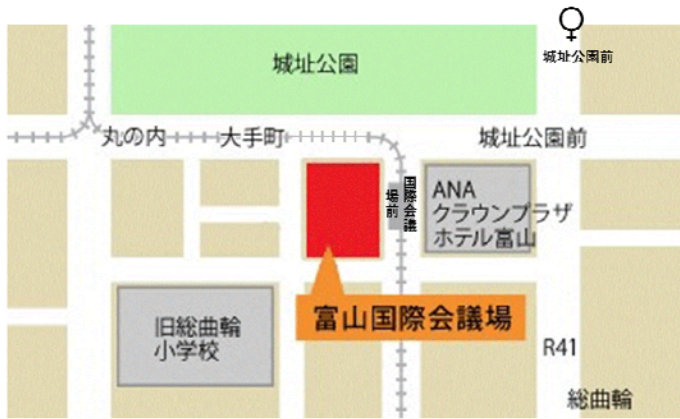 城址公園前
城址公園
丸の内
大手町
城址公園前
国際会議
場前
ANA
クラウンプラザ
ホテル富山
富山国際会議場
旧総曲輪
小学校
R41
総曲輪